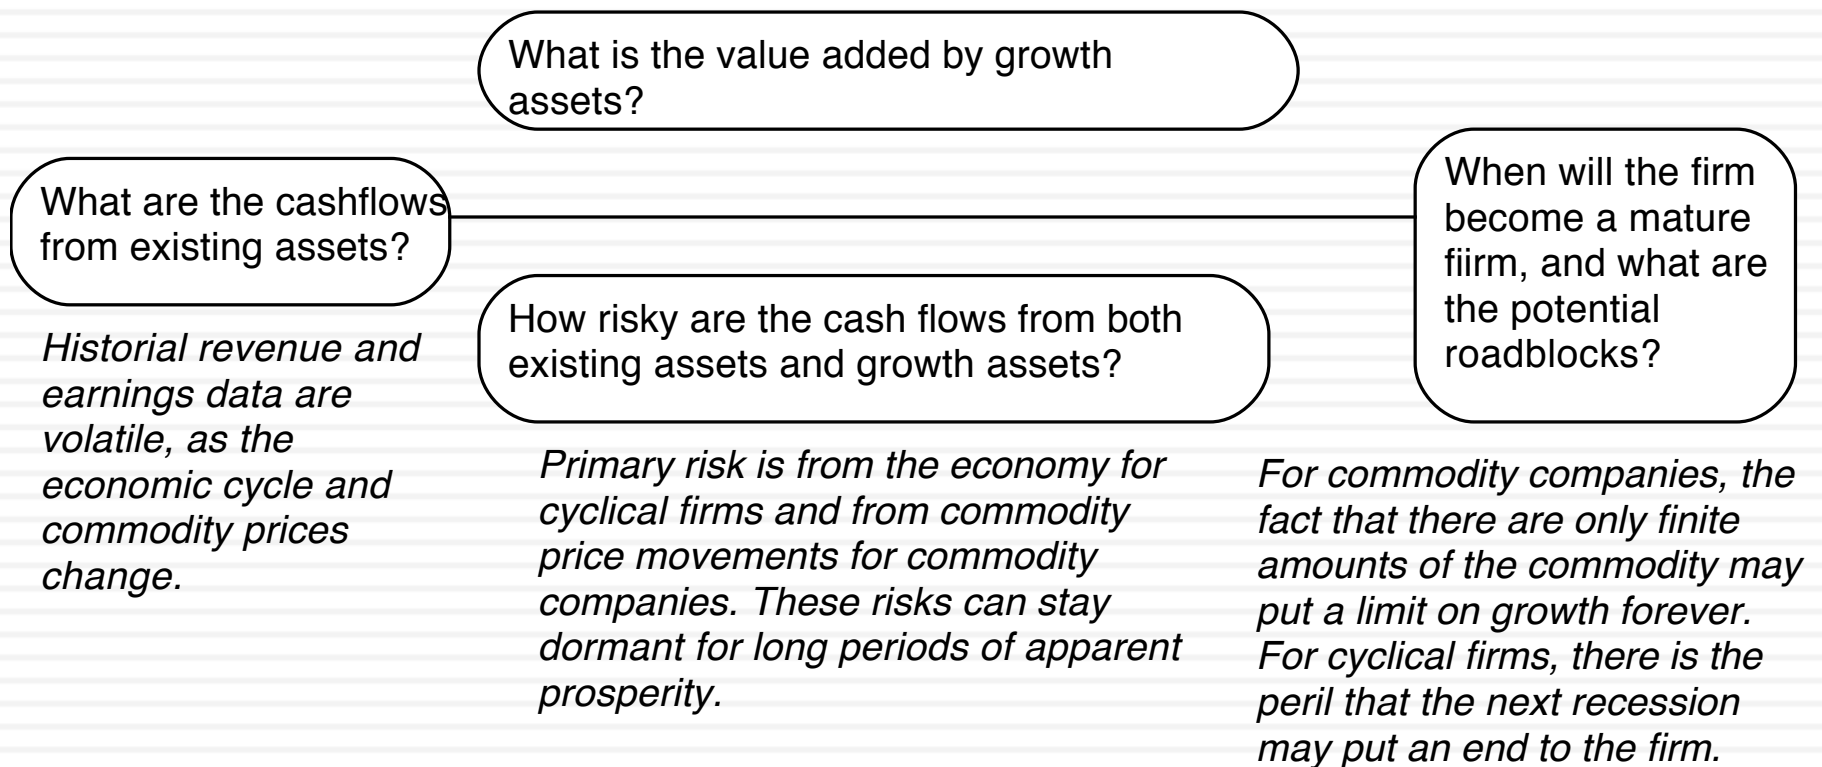 What is the value added by growth
assets?
What are the cashflows
from existing assets?
When will the firm
become a mature
fiirm, and what are
the potential
roadblocks?
How risky are the cash flows from both
existing assets and growth assets?
Historial revenue and
earnings data are
volatile, as the
economic cycle and
commodity prices
change.
Primary risk is from the economy for
cyclical firms and from commodity
price movements for commodity
companies. These risks can stay
dormant for long periods of apparent
prosperity.
For commodity companies, the
fact that there are only finite
amounts of the commodity may
put a limit on growth forever.
For cyclical firms, there is the
peril that the next recession
may put an end to the firm.